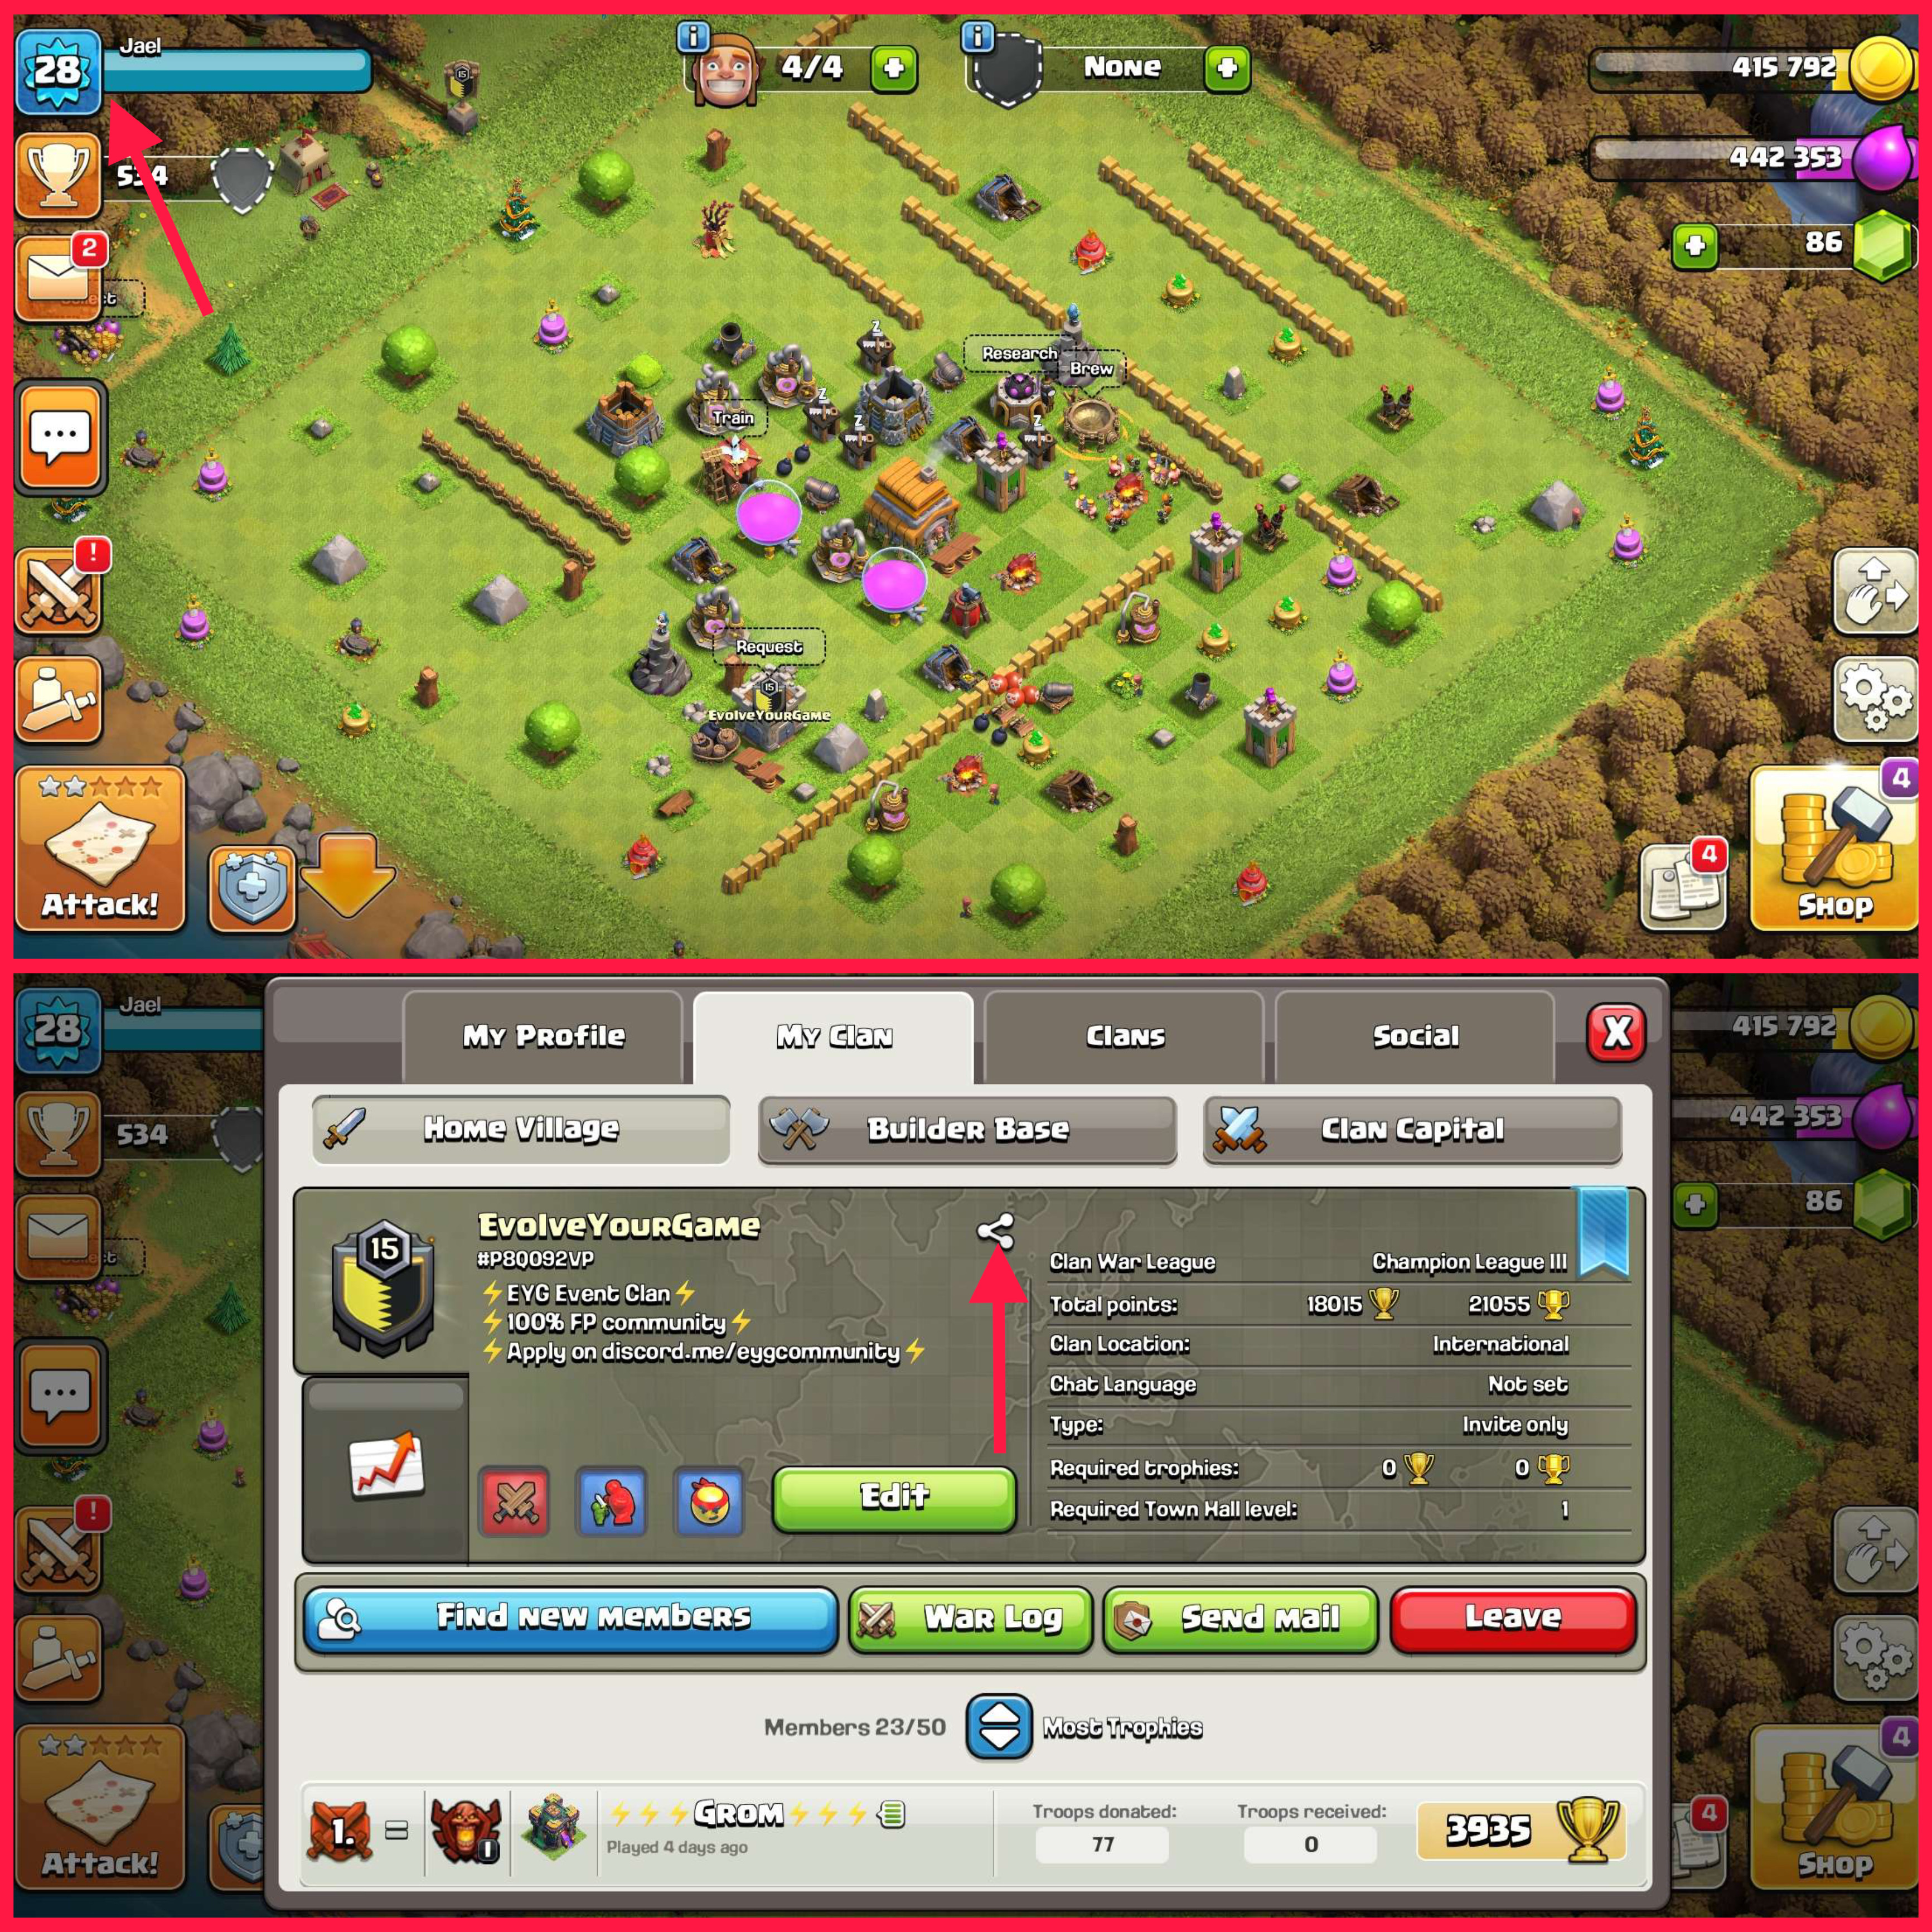 28
Jael
4/4
None
415 792
534
442 353
2
86
Research
Brew
Train
!
Request
15
EvolveYourGame
Attack!
4
4
Shop
28
Jael
My Profile
My Clan
Clans
Social
X
415 792
534
Home Village
Builder Base
Clan Capital
442 353
86
15
EvolveYourGame
#P8Q092VP
⚡EYG Event Clan⚡
⚡100% FP community⚡
⚡Apply on discord.me/eygcommunity⚡
Clan War League
Champion League III
Total points:
18015
21055
Clan Location:
International
Chat Language
Not set
Type:
Invite only
Required trophies:
0
0
Required Town Hall level:
1
Edit
!
Find new members
War Log
Send Mail
Leave
Members 23/50
Most Trophies
1.
=
I
⚡⚡⚡Grom⚡⚡⚡
Played 4 days ago
Troops donated:
77
Troops received:
0
3935
Attack!
4
4
Shop